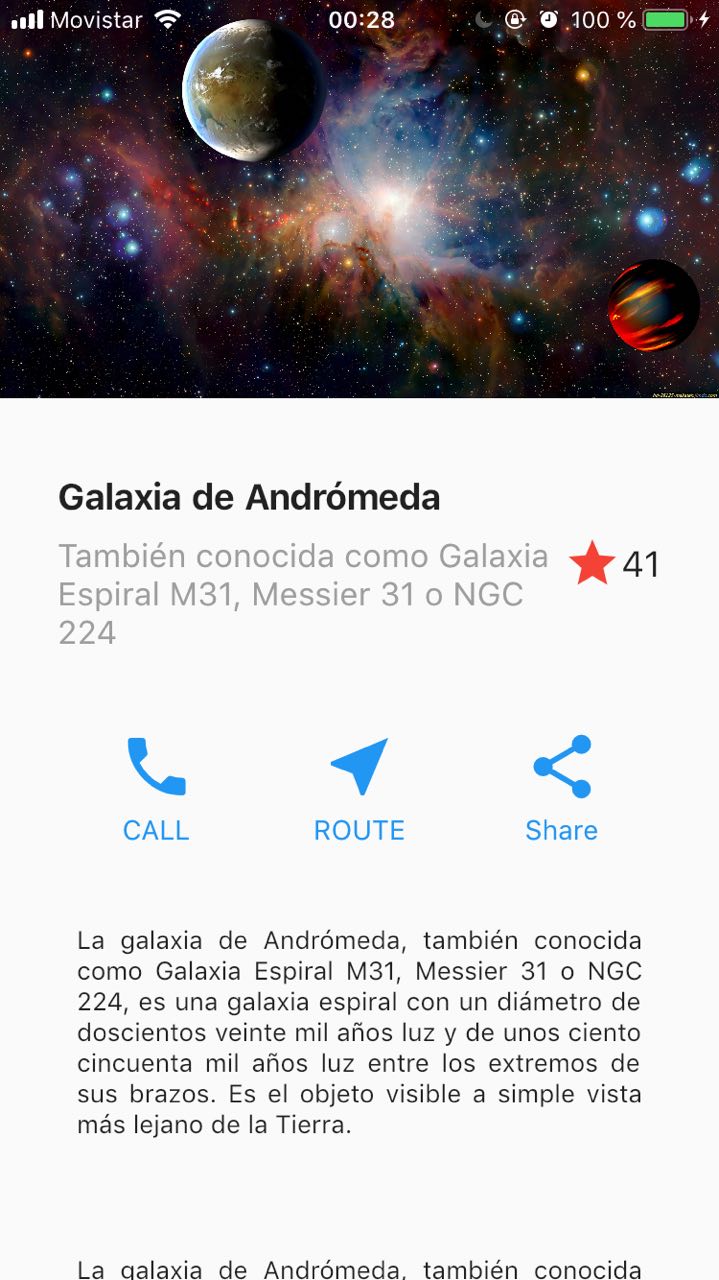 Movistar 00:28 100 %
Galaxia de Andrómeda
También conocida como Galaxia
Espiral M31, Messier 31 o NGC
224
41
CALL ROUTE Share
La galaxia de Andrómeda, también conocida
como Galaxia Espiral M31, Messier 31 o NGC
224, es una galaxia espiral con un diámetro de
doscientos veinte mil años luz y de unos ciento
cincuenta mil años luz entre los extremos de
sus brazos. Es el objeto visible a simple vista
más lejano de la Tierra.
La galaxia de Andrómeda, también conocida